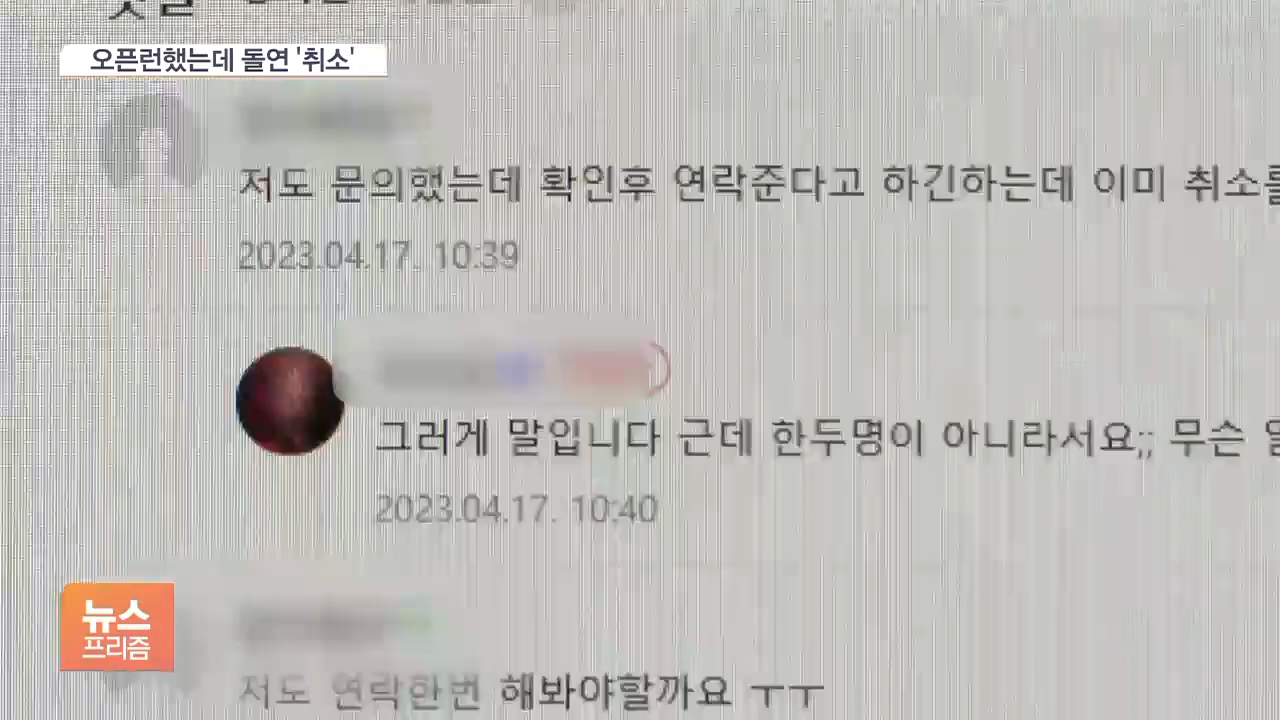 오픈런했는데 돌연 '취소'
저도 문의했는데 확인후 연락준다고 하긴하는데 이미 취소를
2023.04.17. 10:39
그러게 말입니다 근데 한두명이 아니라서요;; 무슨
2023.04.17. 10:40
뉴스
프리즘
저도 연락한번 해봐야할까요 ㅜㅜ